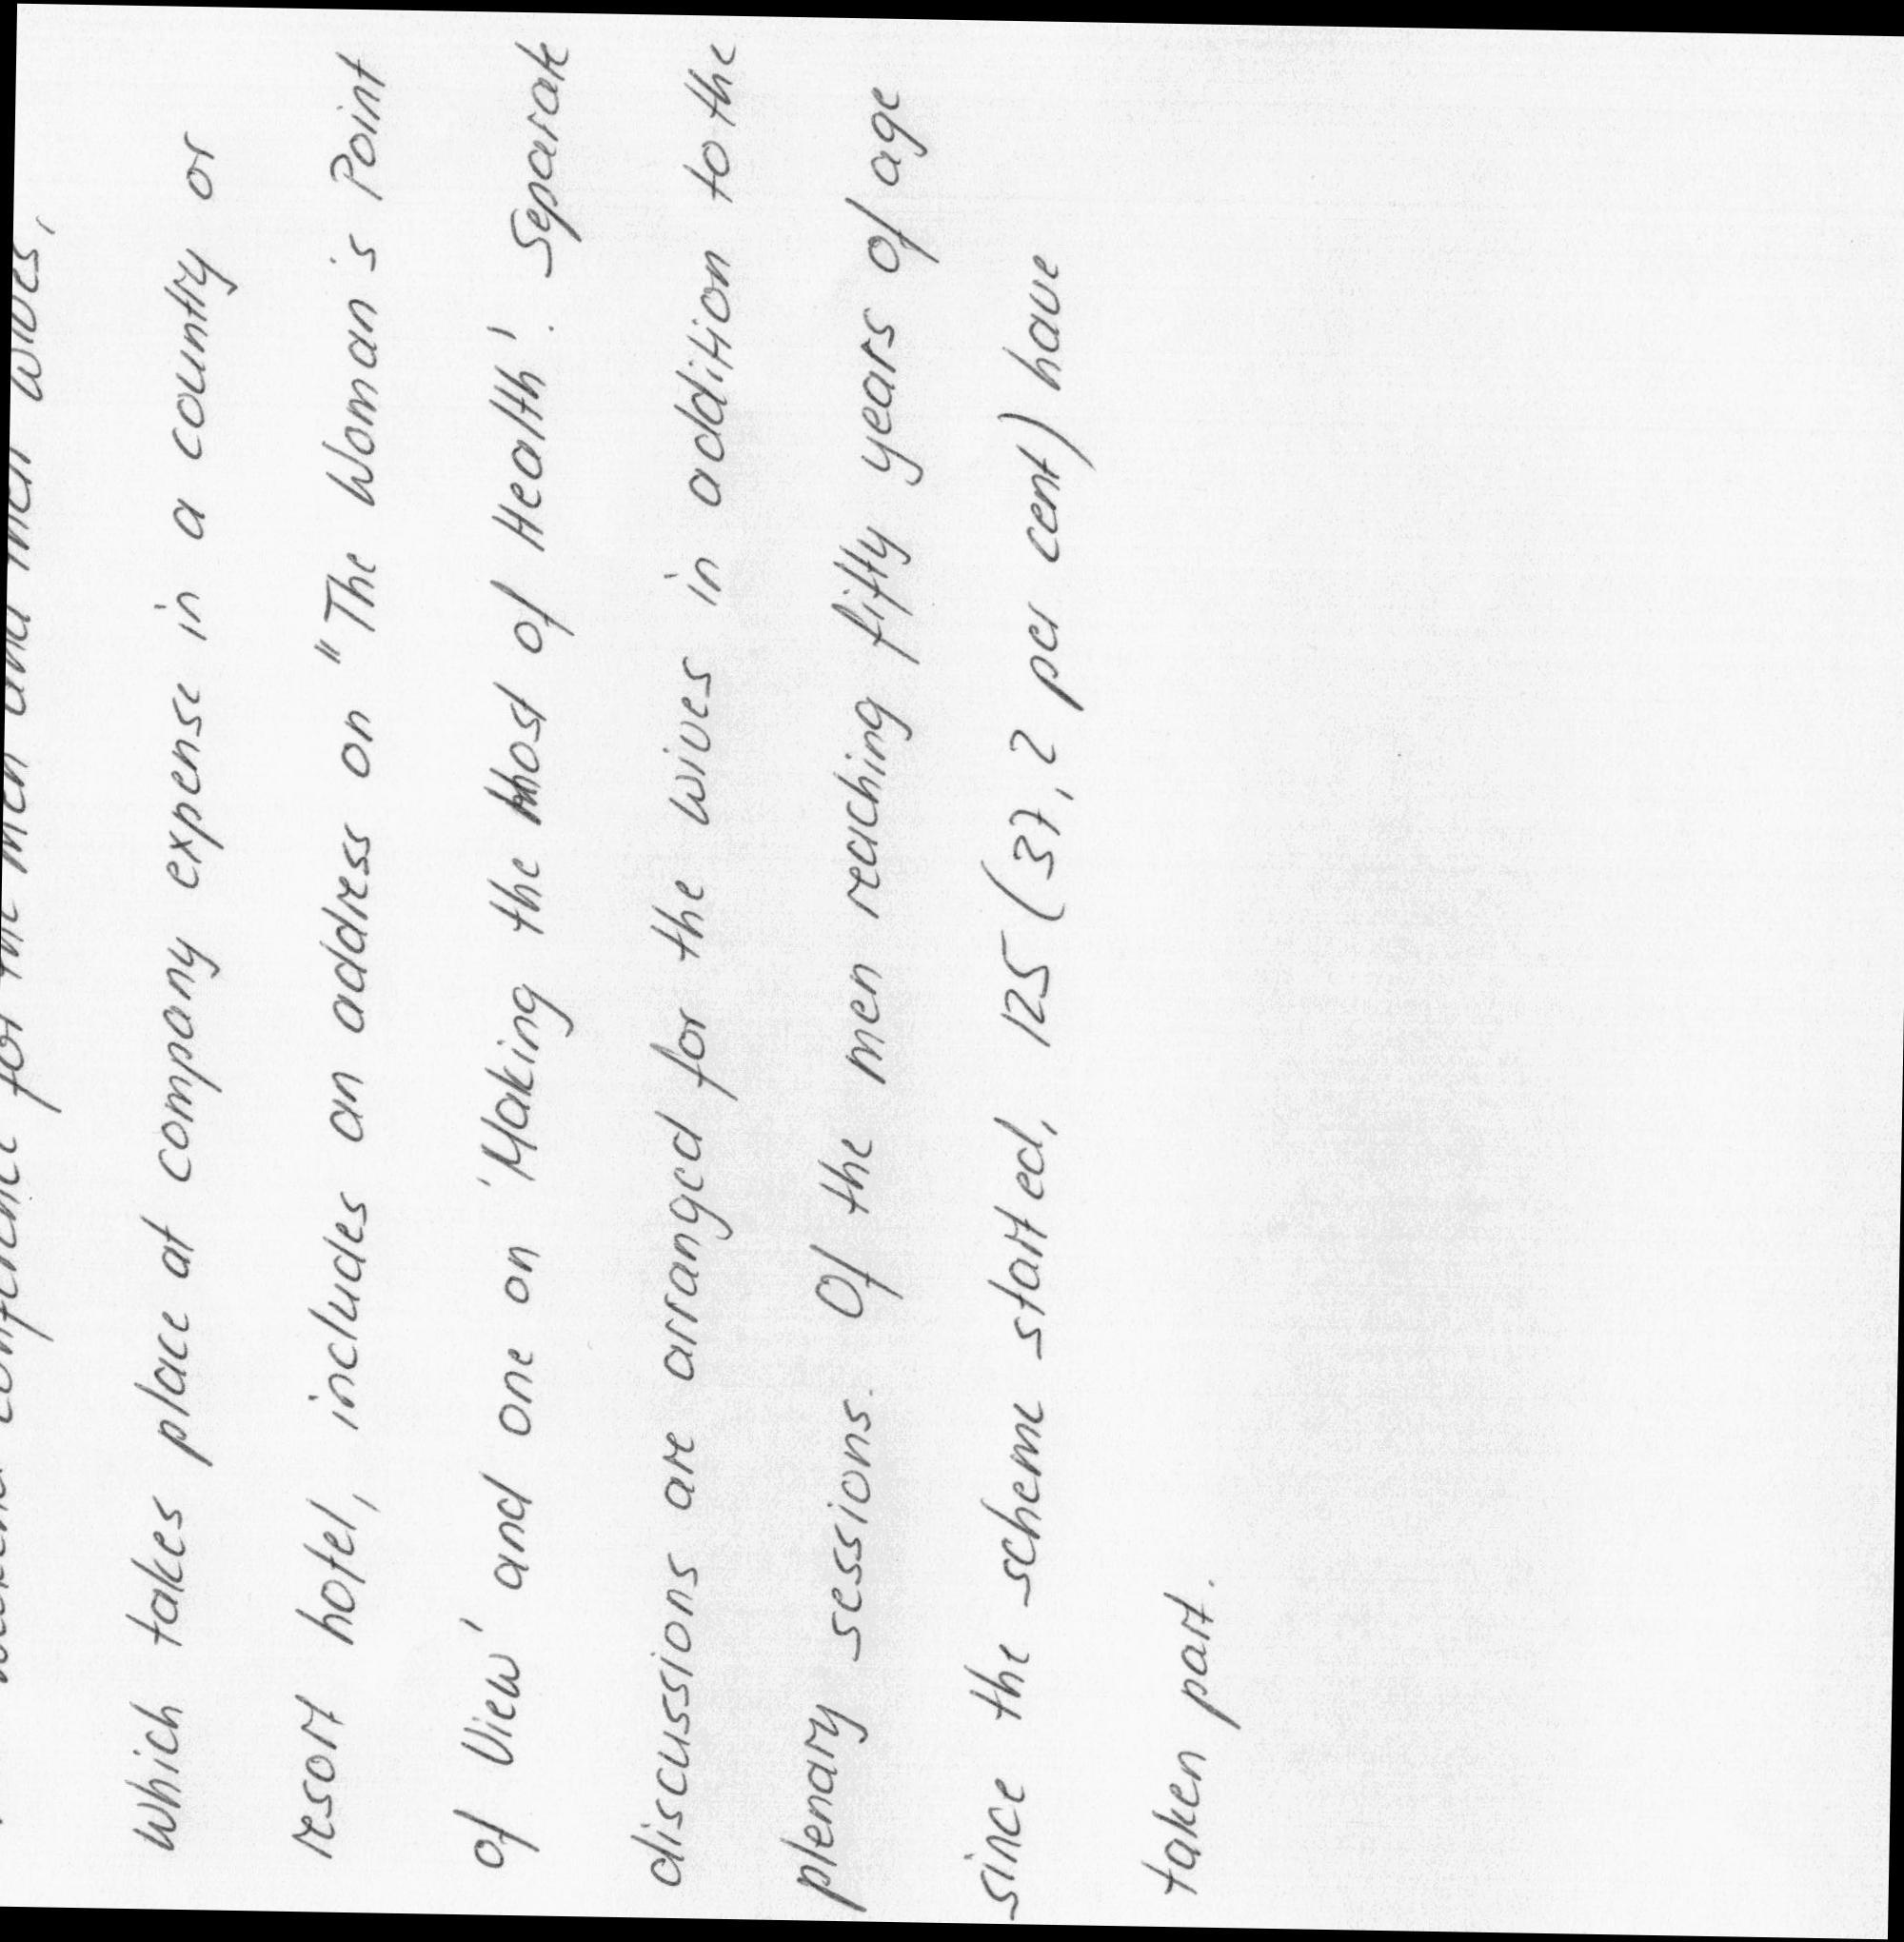 conference for the men and their wives,
which takes place at company expense in a country or
resort hotel, includes an address on "The Woman's Point
of View' and one on 'Making the most of Health'. Separate
discussions are arranged for the wives in addition to the
plenary sessions. Of the men reaching fifty years of age
since the scheme started, 125 (37,2 per cent) have
taken part.